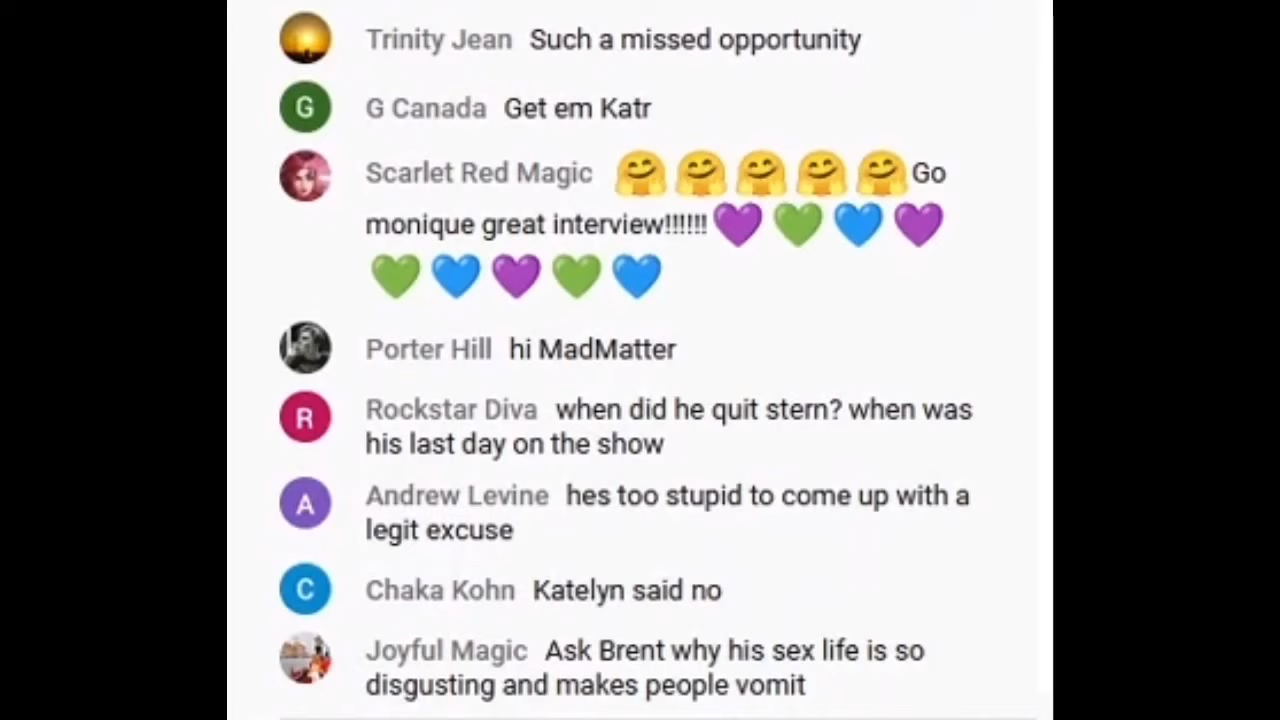 Trinity Jean Such a missed opportunity
G G Canada Get em Katr
Scarlet Red Magic 🤗🤗🤗🤗🤗Go
monique great interview!!!!!!💜💚💙💜
💚💙💜💚💙
Porter Hill hi MadMatter
R Rockstar Diva when did he quit stern? when was
his last day on the show
A Andrew Levine hes too stupid to come up with a
legit excuse
C Chaka Kohn Katelyn said no
Joyful Magic Ask Brent why his sex life is so
disgusting and makes people vomit